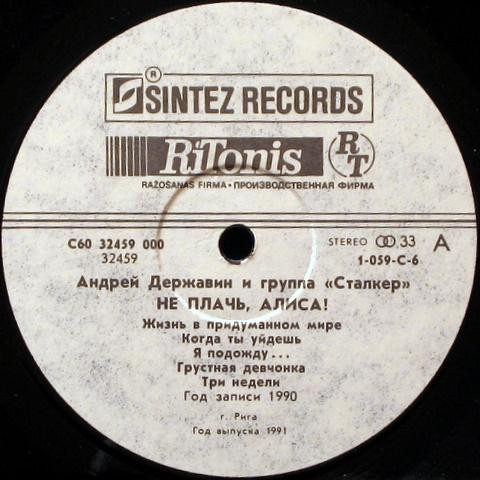 ®
SINTEZ RECORDS
RiTonis RT
RAŽOŠANAS FIRMA • ПРОИЗВОДСТВЕННАЯ ФИРМА
С60 32459 000
32459
STEREO 33 A
1-059-C-6
Андрей Державин и группа «Сталкер»
НЕ ПЛАЧЬ, АЛИСА!
Жизнь в придуманном мире
Когда ты уйдешь
Я подожду...
Грустная девчонка
Три недели
Год записи 1990
г. Рига
Год выпуска 1991